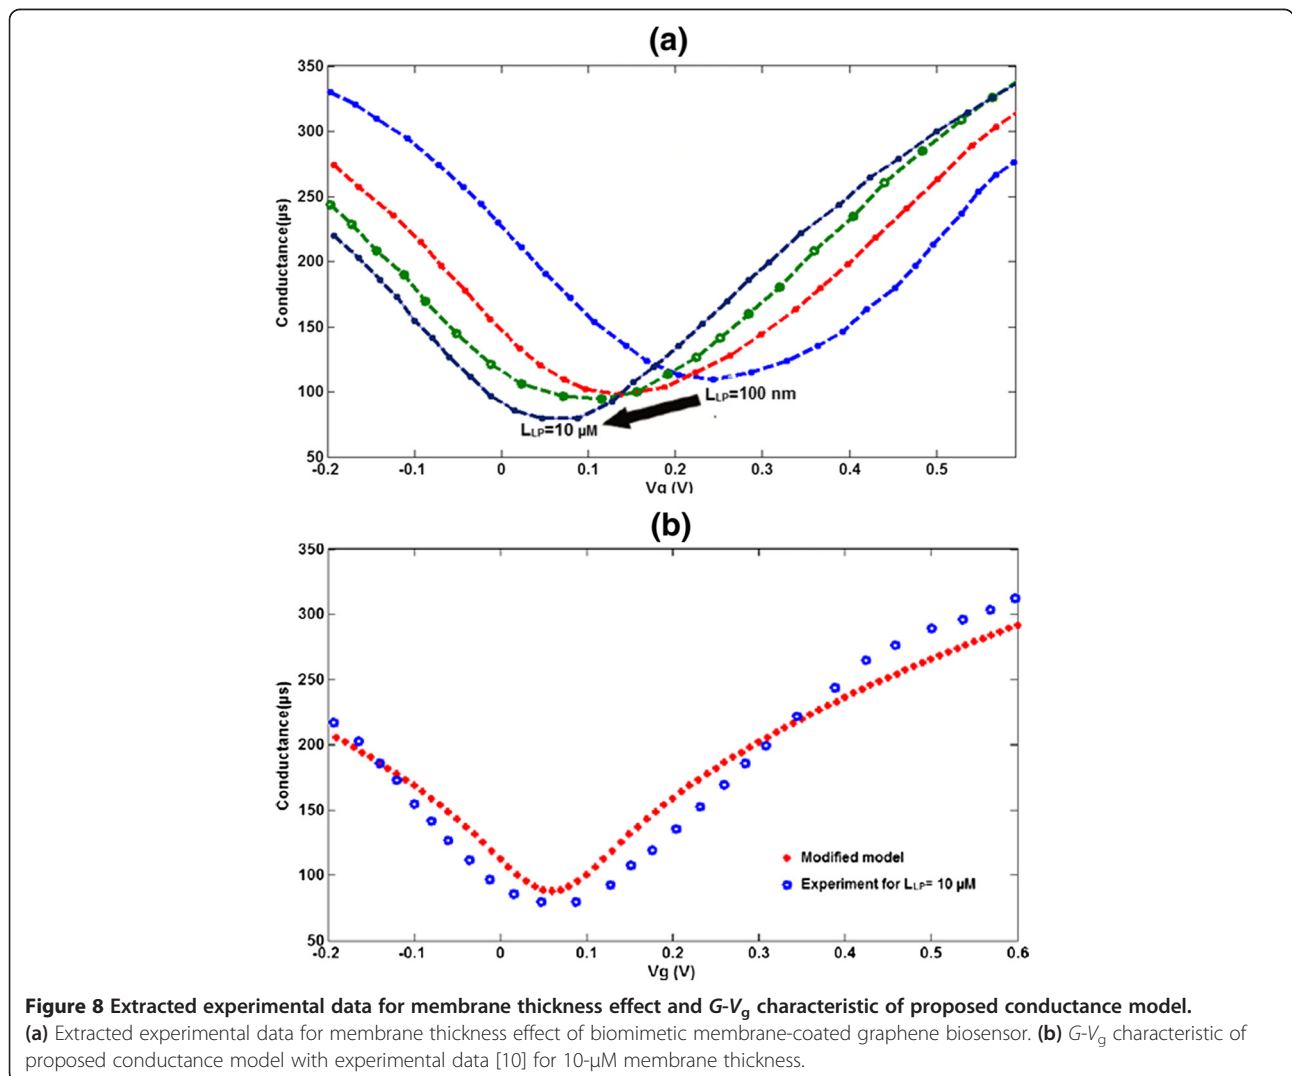 (a)
350
300
250
200
150
100
50
Conductance(µs)
L_LP=100 nm
L_LP=10 µM
-0.2 -0.1 0 0.1 0.2 0.3 0.4 0.5
Vg (V)
(b)
350
300
250
200
150
100
50
Conductance(µs)
Modified model
Experiment for L_LP= 10 µM
-0.2 -0.1 0 0.1 0.2 0.3 0.4 0.5 0.6
Vg (V)
Figure 8 Extracted experimental data for membrane thickness effect and G-Vg characteristic of proposed conductance model.
(a) Extracted experimental data for membrane thickness effect of biomimetic membrane-coated graphene biosensor. (b) G-Vg characteristic of
proposed conductance model with experimental data [10] for 10-µM membrane thickness.